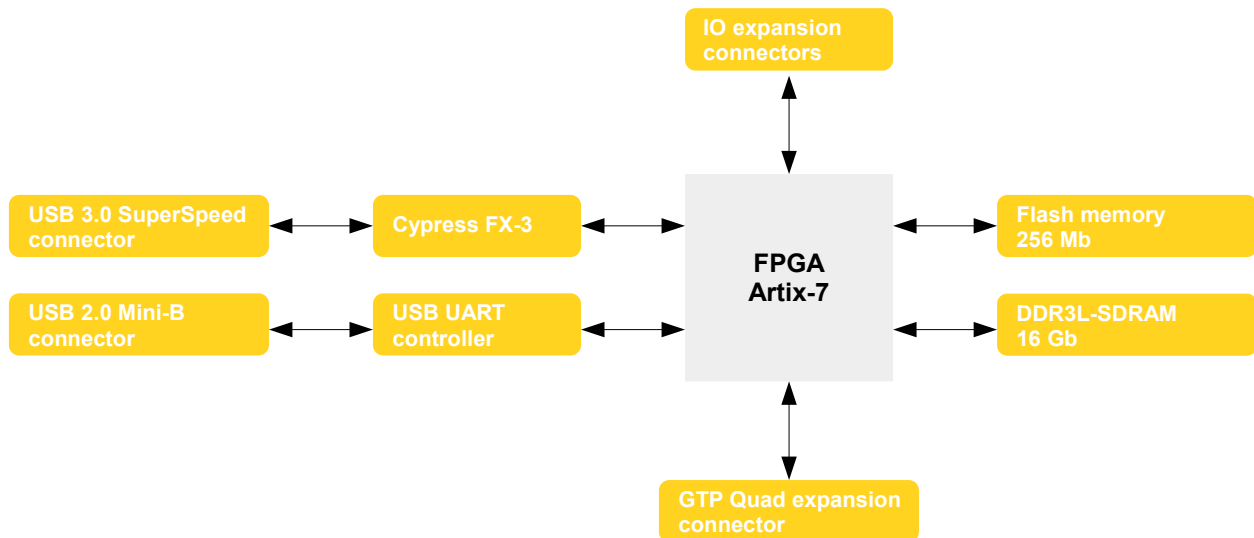 IO expansion
connectors
USB 3.0 SuperSpeed
connector
Cypress FX-3
Flash memory
256 Mb
FPGA
Artix-7
USB 2.0 Mini-B
connector
USB UART
controller
DDR3L-SDRAM
16 Gb
GTP Quad expansion
connector